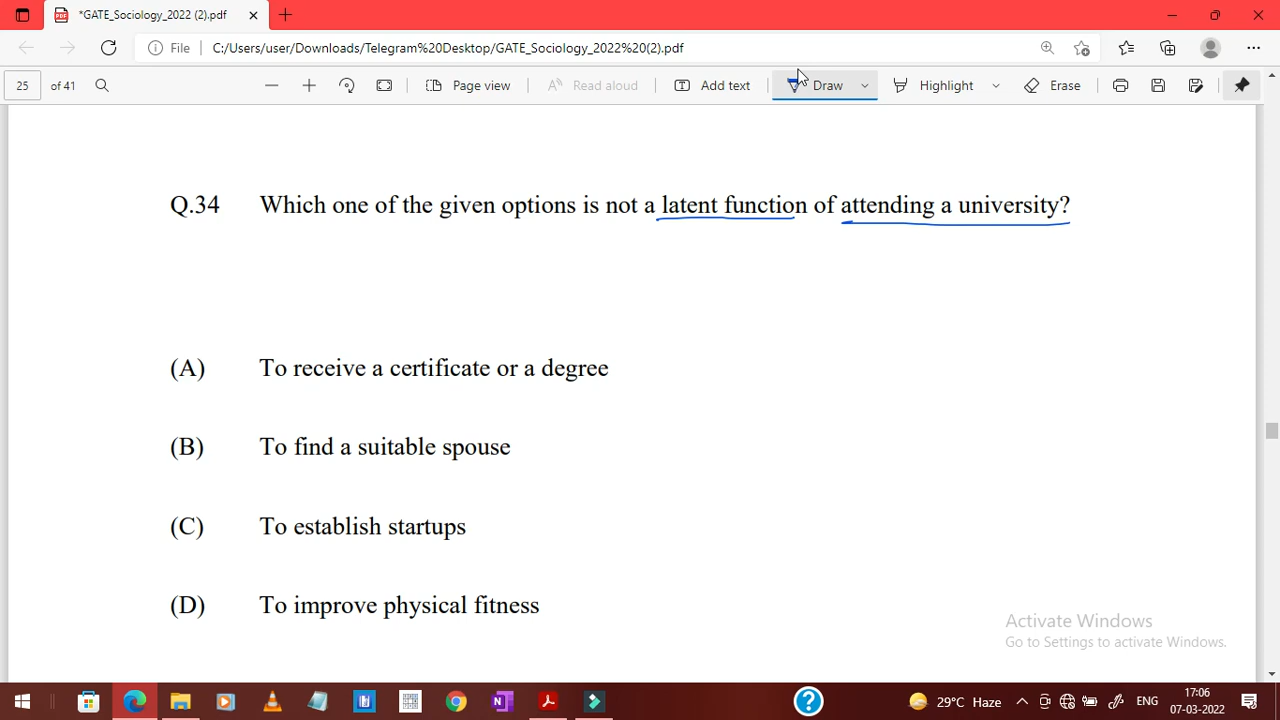 *GATE_Sociology_2022 (2).pdf
File C:/Users/user/Downloads/Telegram%20Desktop/GATE_Sociology_2022%20(2).pdf
25 of 41 Page view Read aloud Add text Draw Highlight Erase
Q.34 Which one of the given options is not a latent function of attending a university?
(A) To receive a certificate or a degree
(B) To find a suitable spouse
(C) To establish startups
(D) To improve physical fitness
Activate Windows
Go to Settings to activate Windows.
29°C Haze ENG 17:06
07-03-2022